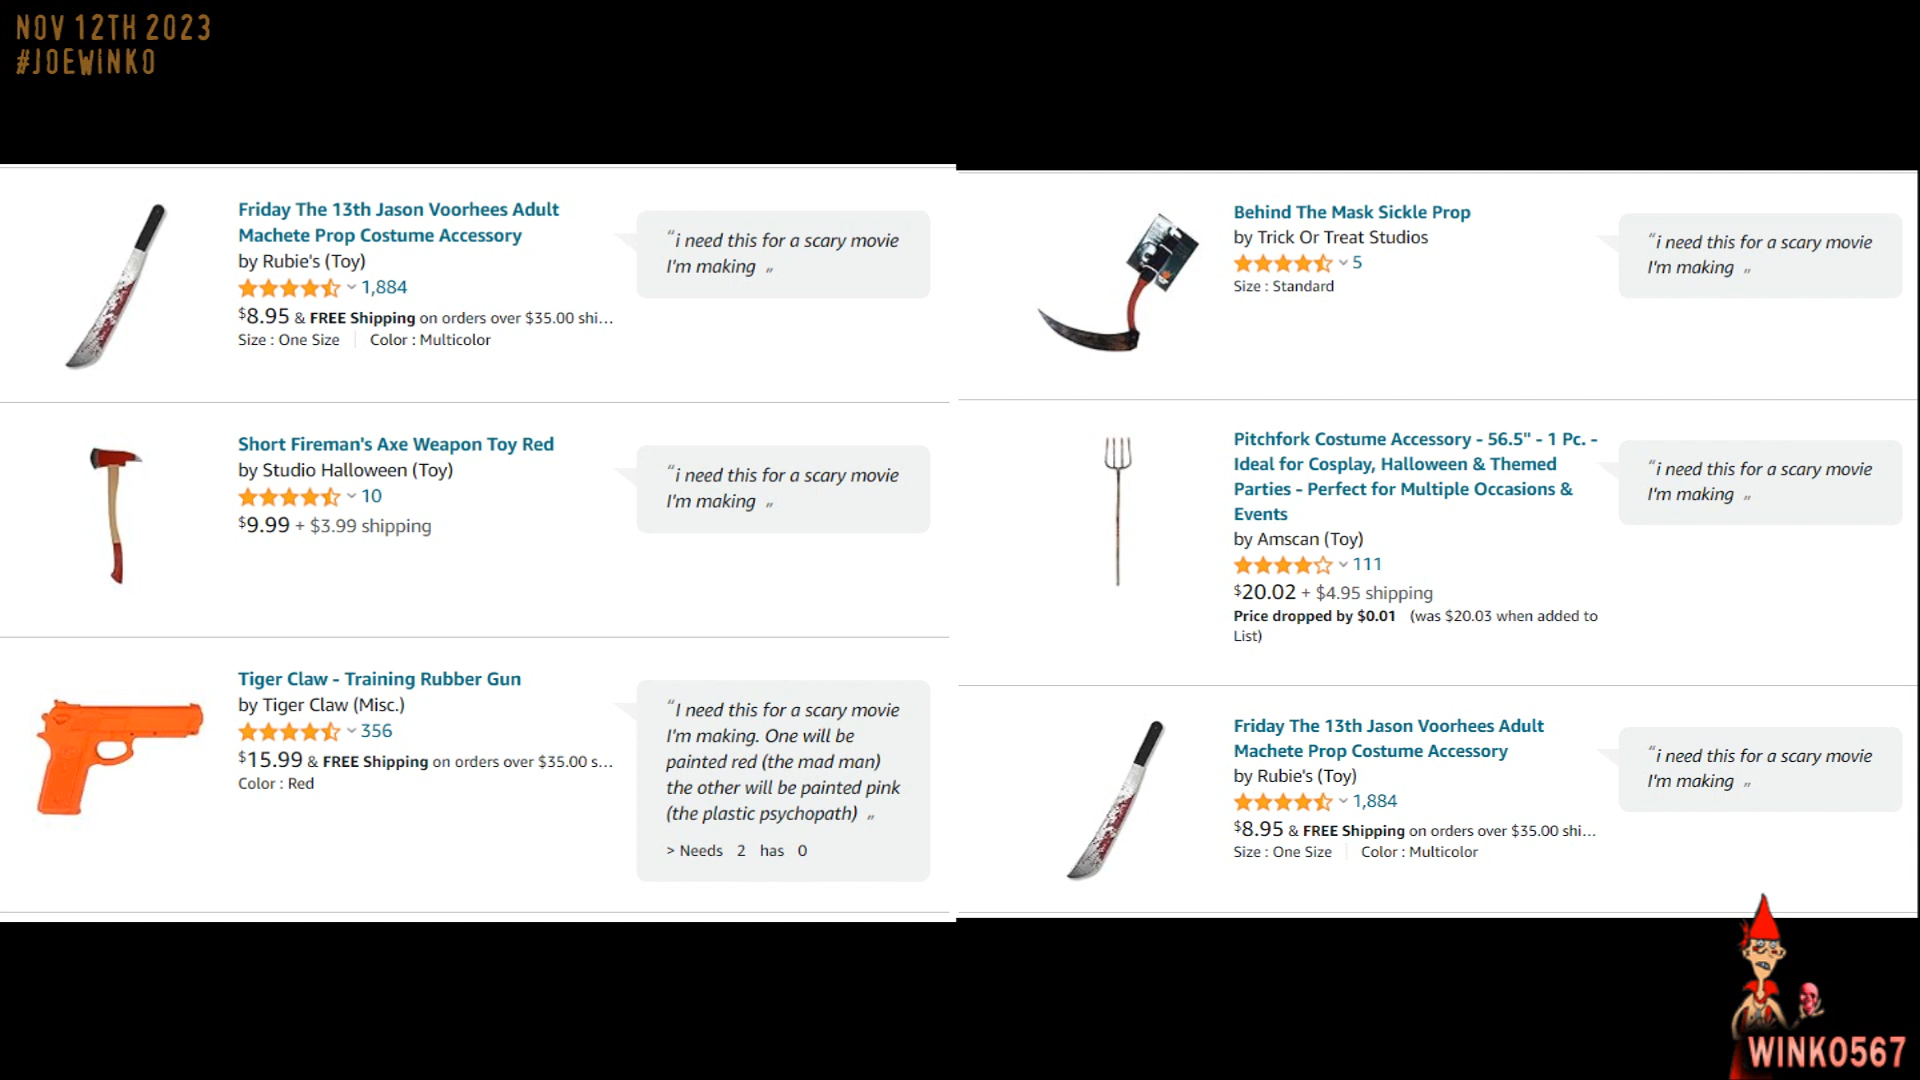 NOV 12TH 2023
#JOEWINKO
Friday The 13th Jason Voorhees Adult
Machete Prop Costume Accessory
by Rubie's (Toy)
1,884
$8.95 & FREE Shipping on orders over $35.00 shi...
Size : One Size | Color : Multicolor
“i need this for a scary movie
I'm making „
Short Fireman's Axe Weapon Toy Red
by Studio Halloween (Toy)
10
$9.99 + $3.99 shipping
“i need this for a scary movie
I'm making „
Tiger Claw - Training Rubber Gun
by Tiger Claw (Misc.)
356
$15.99 & FREE Shipping on orders over $35.00 s...
Color : Red
“I need this for a scary movie
I'm making. One will be
painted red (the mad man)
the other will be painted pink
(the plastic psychopath) „
> Needs 2 has 0
Behind The Mask Sickle Prop
by Trick Or Treat Studios
5
Size : Standard
“i need this for a scary movie
I'm making „
Pitchfork Costume Accessory - 56.5" - 1 Pc. -
Ideal for Cosplay, Halloween & Themed
Parties - Perfect for Multiple Occasions &
Events
by Amscan (Toy)
111
$20.02 + $4.95 shipping
Price dropped by $0.01 (was $20.03 when added to
List)
“i need this for a scary movie
I'm making „
Friday The 13th Jason Voorhees Adult
Machete Prop Costume Accessory
by Rubie's (Toy)
1,884
$8.95 & FREE Shipping on orders over $35.00 shi...
Size : One Size | Color : Multicolor
“i need this for a scary movie
I'm making „
WINKO567